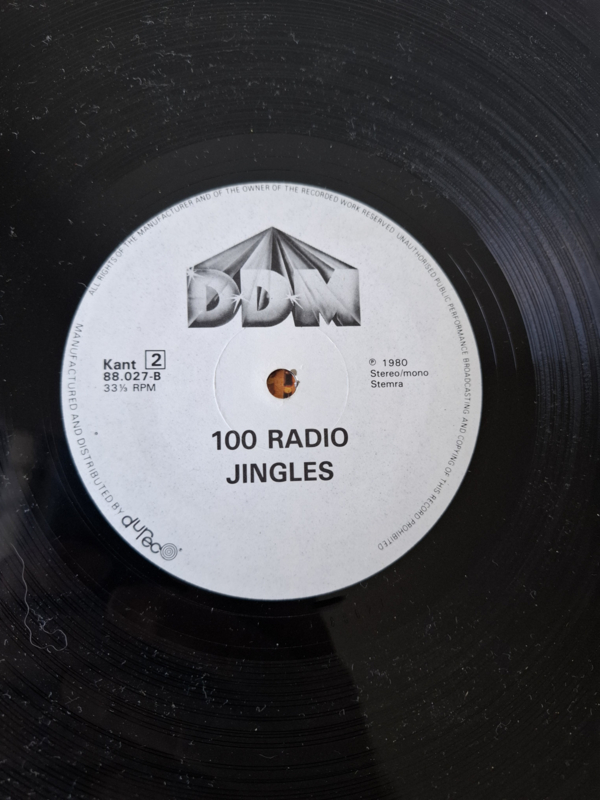 ALL RIGHTS OF THE MANUFACTURER AND OF THE OWNER OF THE RECORDED WORK RESERVED. UNAUTHORISED PUBLIC PERFORMANCE BROADCASTING AND COPYING OF THIS RECORD PROHIBITED
DDM
Kant 2
88.027-B
33⅓ RPM
℗ 1980
Stereo/mono
Stemra
100 RADIO
JINGLES
MANUFACTURED AND DISTRIBUTED BY dureco